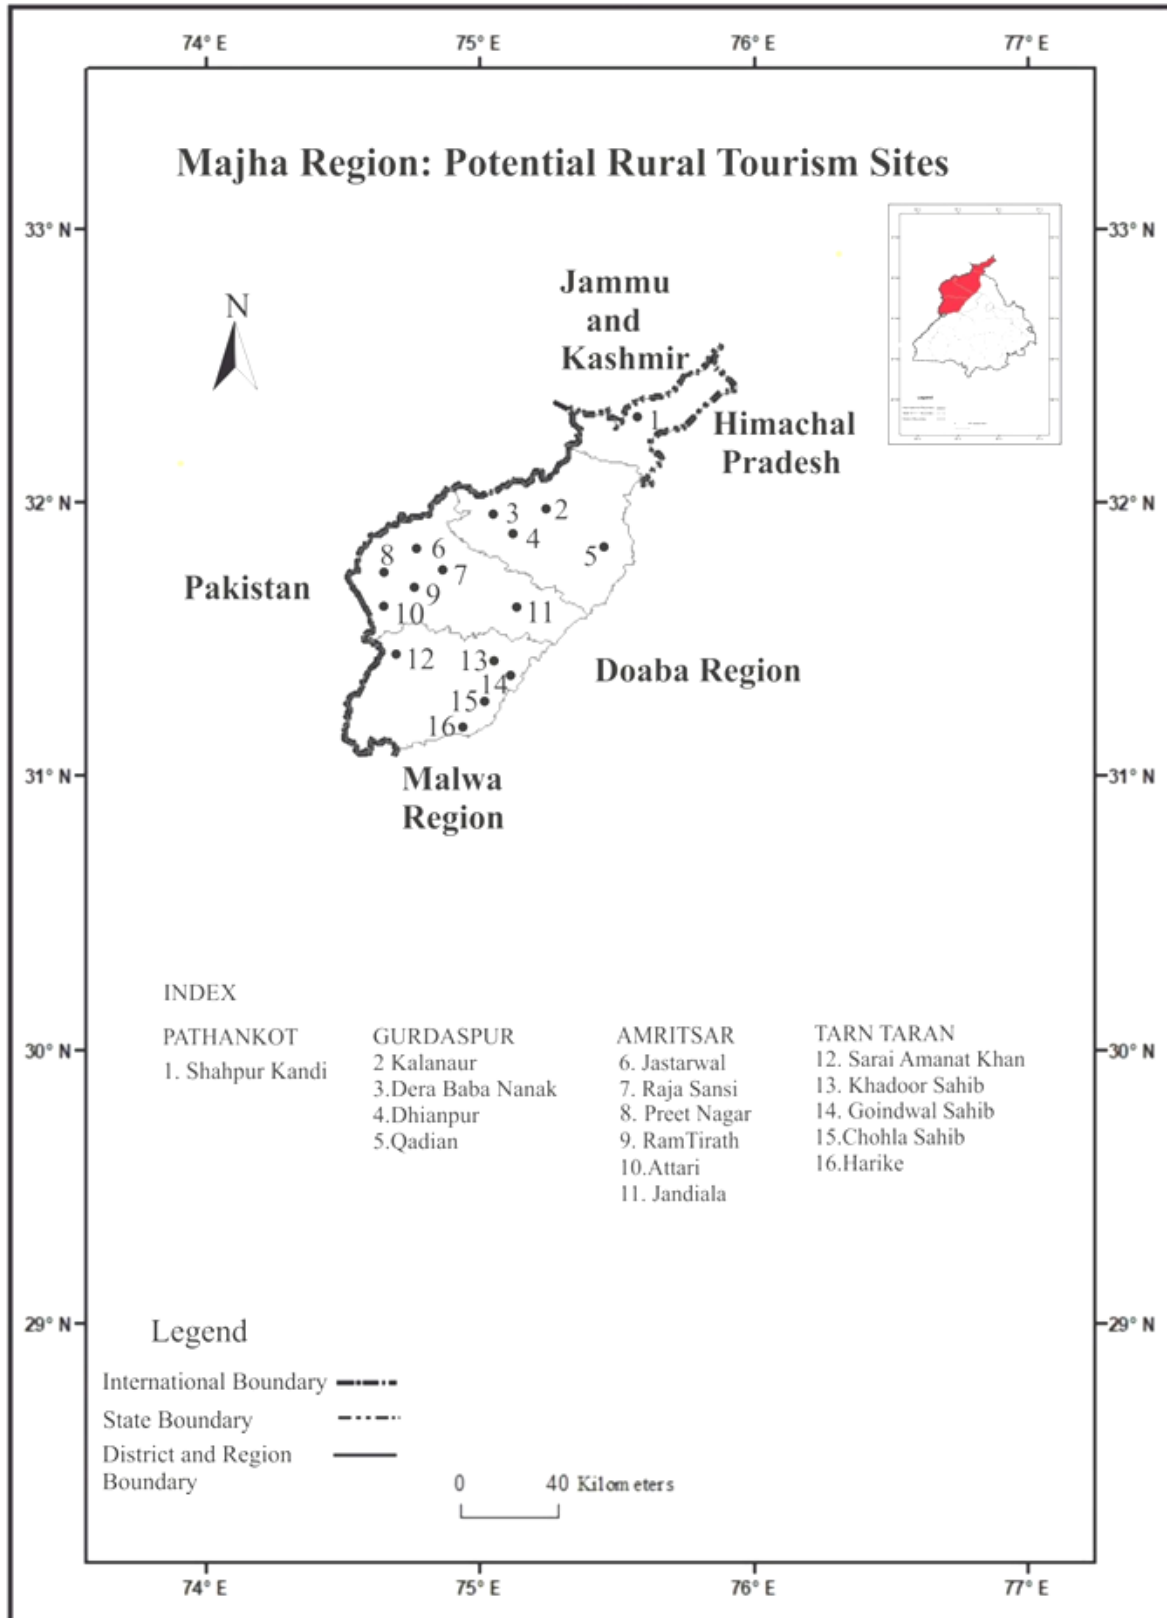 74° E 75° E 76° E 77° E
Majha Region: Potential Rural Tourism Sites
33° N 33° N
Jammu
and
Kashmir
N
1
Himachal
Pradesh
32° N 32° N
2
3
4
5
6
7
8
9
10
11
Pakistan
12
13
14
15
16
Doaba Region
31° N 31° N
Malwa
Region
INDEX
PATHANKOT
1. Shahpur Kandi
GURDASPUR
2 Kalanaur
3.Dera Baba Nanak
4.Dhianpur
5.Qadian
AMRITSAR
6. Jastarwal
7. Raja Sansi
8. Preet Nagar
9. RamTirath
10.Attari
11. Jandiala
TARN TARAN
12. Sarai Amanat Khan
13. Khadoor Sahib
14. Goindwal Sahib
15.Chohla Sahib
16.Harike
30° N 30° N
29° N 29° N
Legend
International Boundary
State Boundary
District and Region
Boundary
0 40 Kilometers
74° E 75° E 76° E 77° E